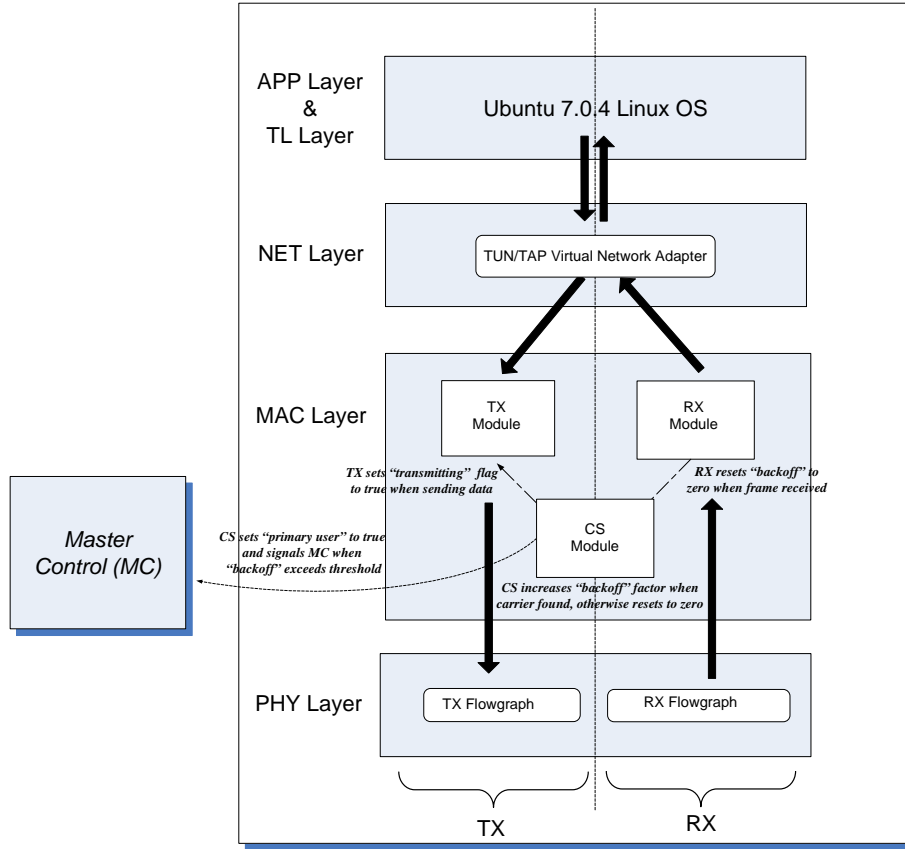 APP Layer
&
TL Layer
Ubuntu 7.0.4 Linux OS
NET Layer
TUN/TAP Virtual Network Adapter
MAC Layer
TX
Module
RX
Module
TX sets “transmitting” flag
to true when sending data
RX resets “backoff” to
zero when frame received
CS
Module
CS sets “primary user” to true
and signals MC when
“backoff” exceeds threshold
Master
Control (MC)
CS increases “backoff” factor when
carrier found, otherwise resets to zero
PHY Layer
TX Flowgraph
RX Flowgraph
TX
RX